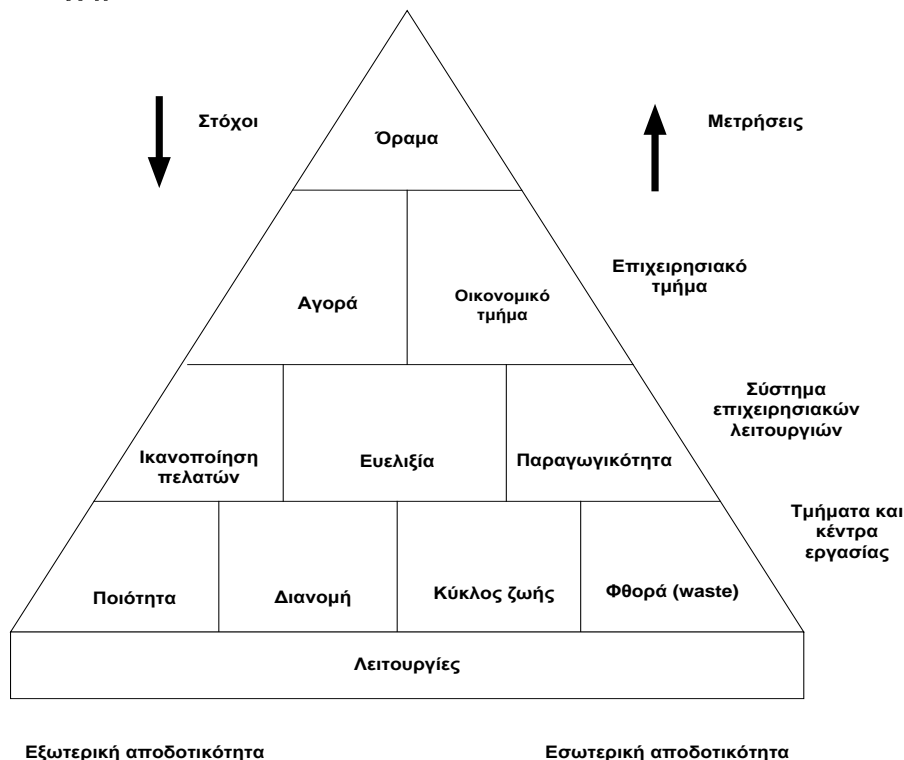 Στόχοι
Μετρήσεις
Όραμα
Επιχειρησιακό
τμήμα
Αγορά
Οικονομικό
τμήμα
Σύστημα
επιχειρησιακών
λειτουργιών
Ικανοποίηση
πελατών
Ευελιξία
Παραγωγικότητα
Τμήματα και
κέντρα
εργασίας
Ποιότητα
Διανομή
Κύκλος ζωής
Φθορά (waste)
Λειτουργίες
Εξωτερική αποδοτικότητα
Εσωτερική αποδοτικότητα